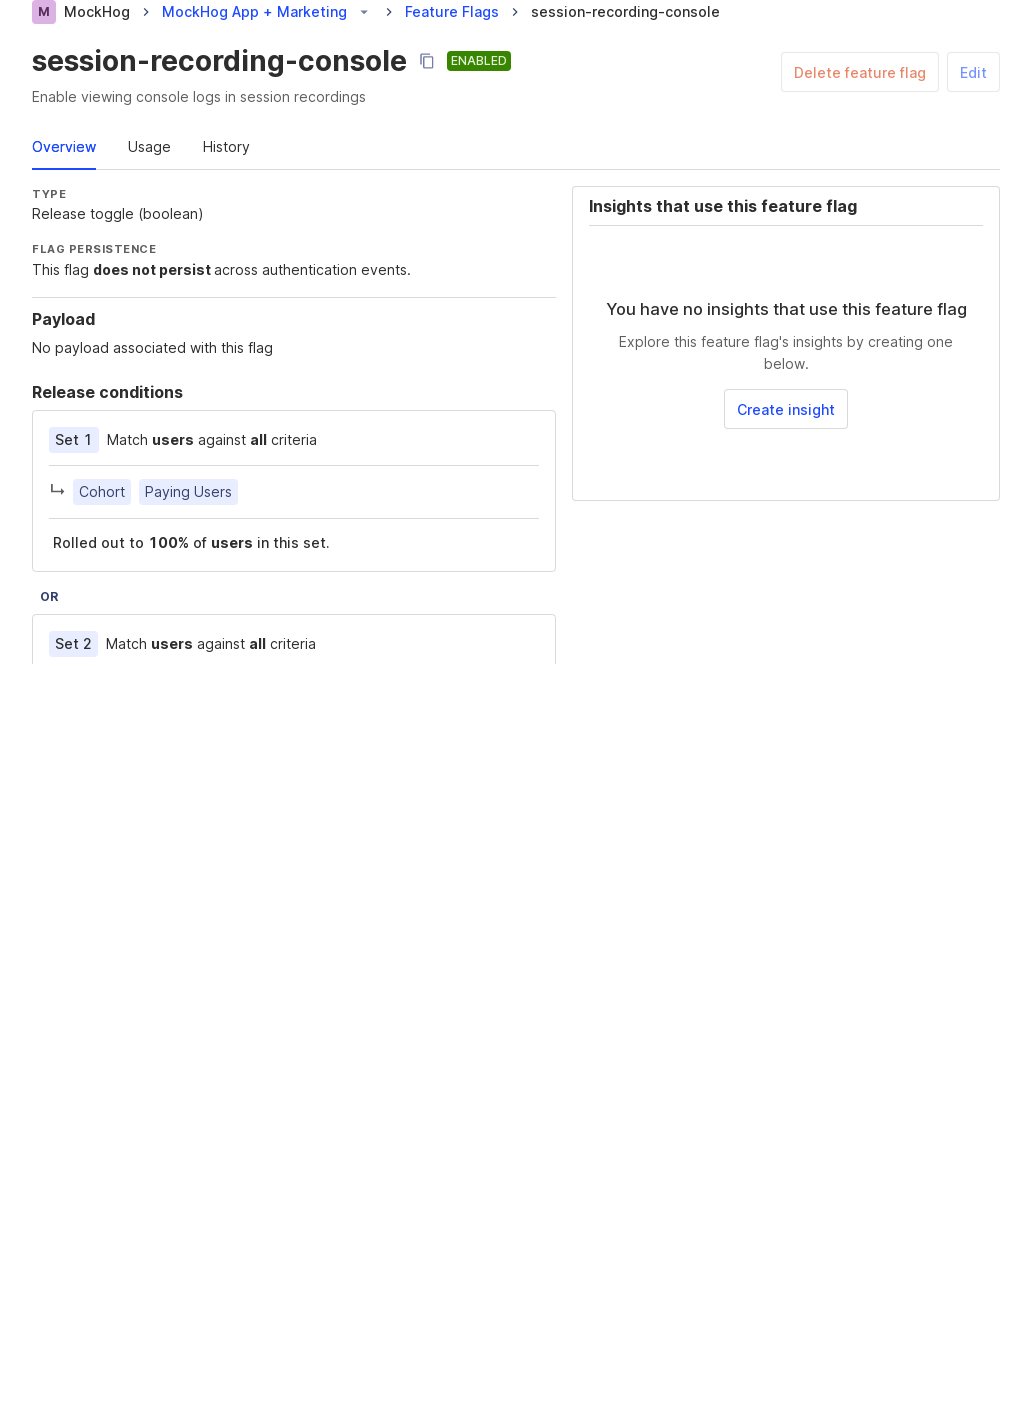 M MockHog > MockHog App + Marketing > Feature Flags > session-recording-console
session-recording-console ENABLED
Delete feature flag Edit
Enable viewing console logs in session recordings
Overview Usage History
TYPE
Release toggle (boolean)
FLAG PERSISTENCE
This flag does not persist across authentication events.
Payload
No payload associated with this flag
Release conditions
Set 1 Match users against all criteria
Cohort Paying Users
Rolled out to 100% of users in this set.
OR
Set 2 Match users against all criteria
Insights that use this feature flag
You have no insights that use this feature flag
Explore this feature flag's insights by creating one
below.
Create insight